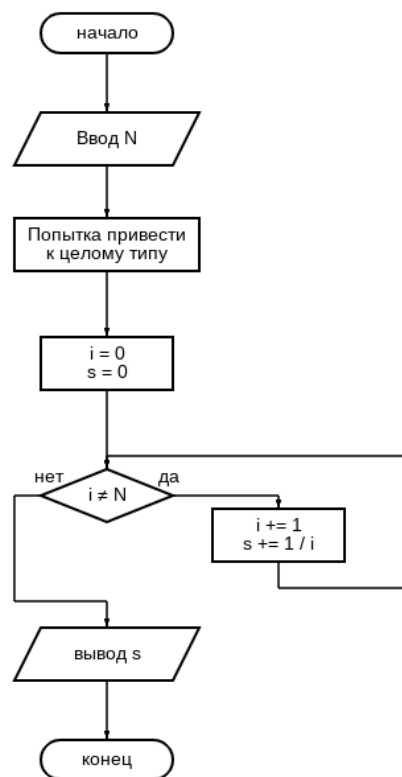 начало
Ввод N
Попытка привести
к целому типу
i = 0
s = 0
нет
да
i ≠ N
i += 1
s += 1 / i
вывод s
конец